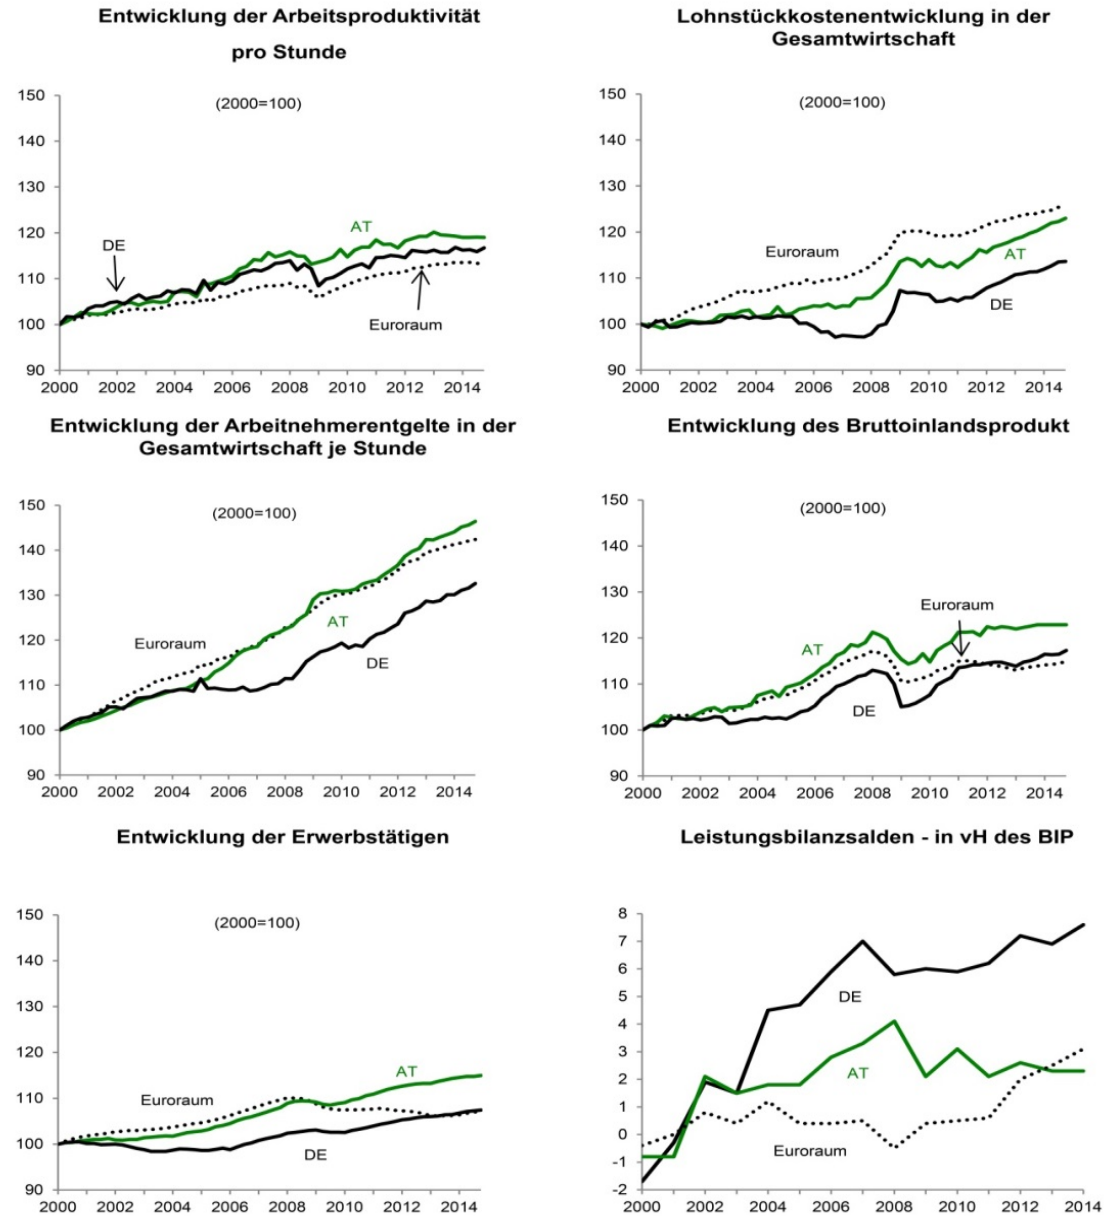 Entwicklung der Arbeitsproduktivität
pro Stunde
(2000=100)
150
140
130
120
110
100
90
DE
AT
Euroraum
2000 2002 2004 2006 2008 2010 2012 2014
Lohnstückkostenentwicklung in der
Gesamtwirtschaft
(2000=100)
150
140
130
120
110
100
90
Euroraum
AT
DE
2000 2002 2004 2006 2008 2010 2012 2014
Entwicklung der Arbeitnehmerentgelte in der
Gesamtwirtschaft je Stunde
(2000=100)
150
140
130
120
110
100
90
Euroraum
AT
DE
2000 2002 2004 2006 2008 2010 2012 2014
Entwicklung des Bruttoinlandsprodukt
(2000=100)
150
140
130
120
110
100
90
Euroraum
AT
DE
2000 2002 2004 2006 2008 2010 2012 2014
Entwicklung der Erwerbstätigen
(2000=100)
150
140
130
120
110
100
90
AT
Euroraum
DE
2000 2002 2004 2006 2008 2010 2012 2014
Leistungsbilanzsalden - in vH des BIP
8
7
6
5
4
3
2
1
0
-1
-2
DE
AT
Euroraum
2000 2002 2004 2006 2008 2010 2012 2014